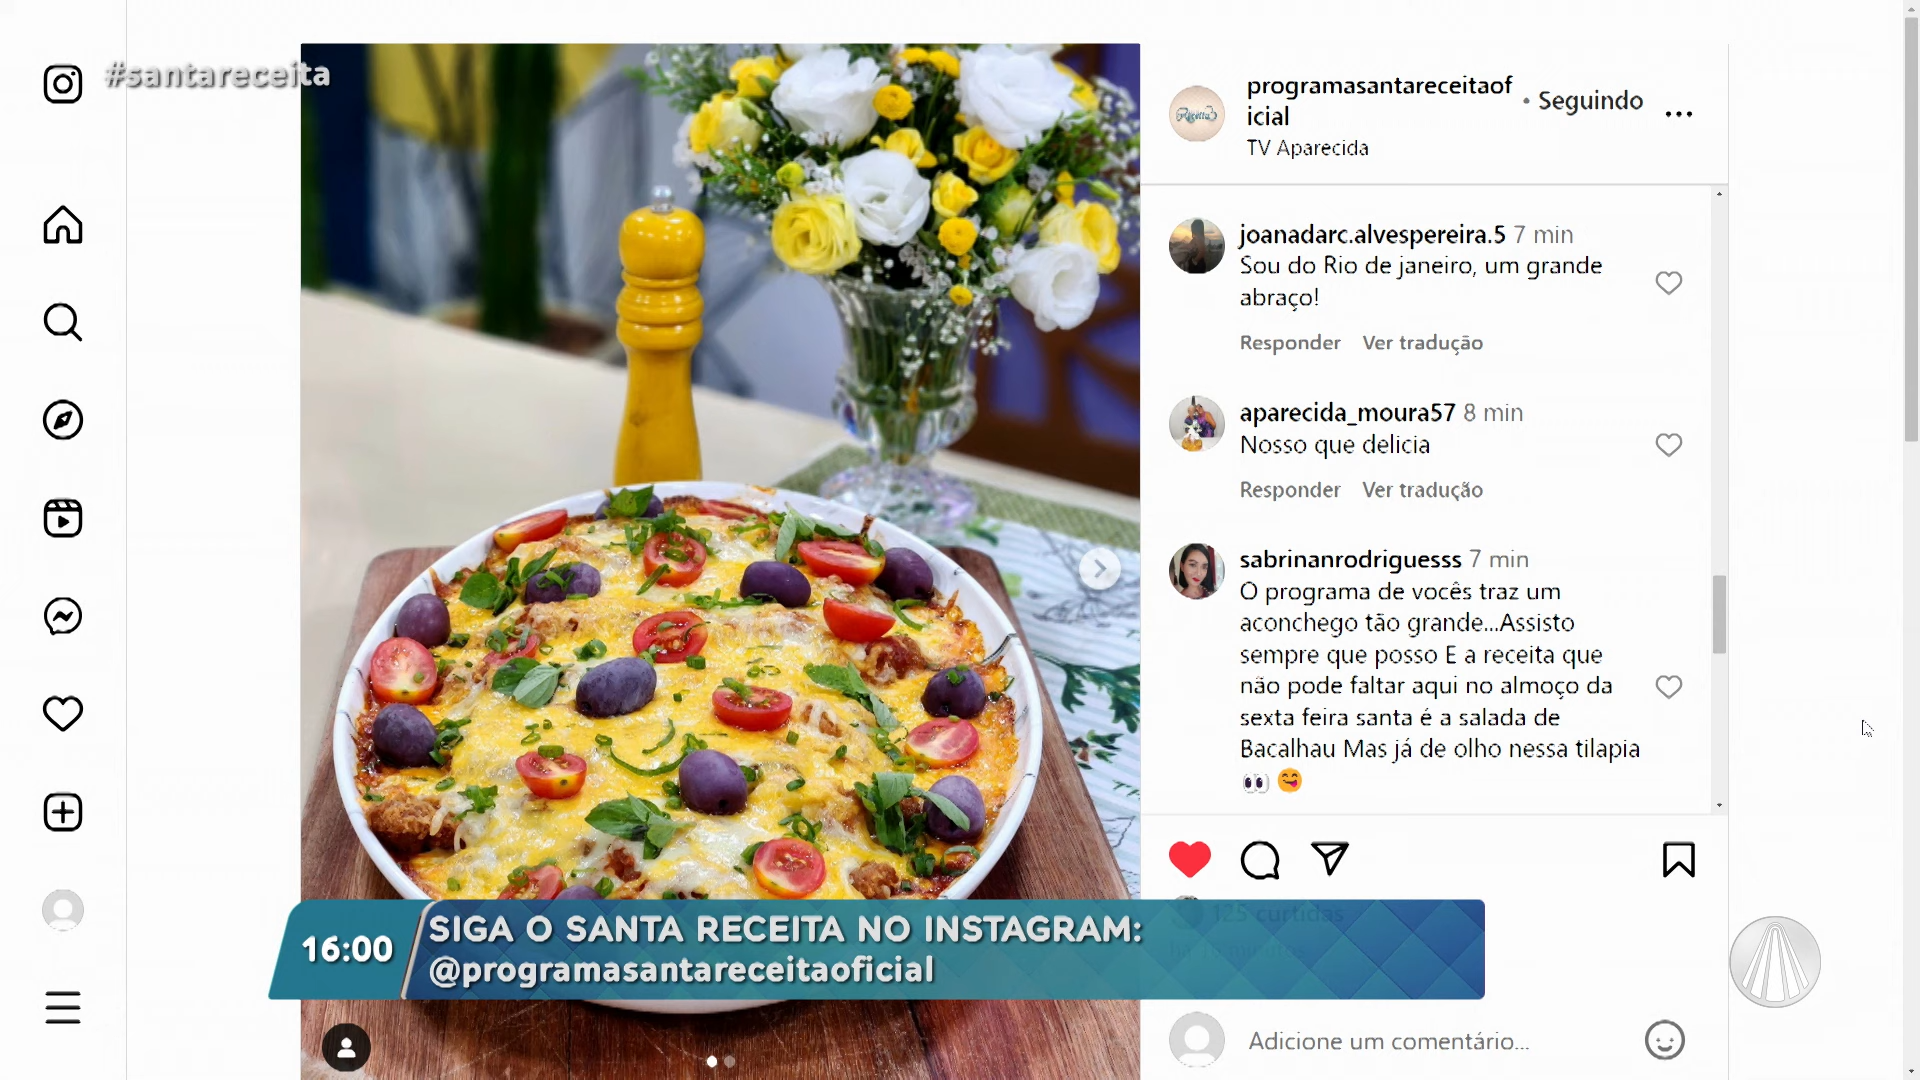 #santareceita
programasantareceitaof
icial
• Seguindo
TV Aparecida
joanadarc.alvespereira.5 7 min
Sou do Rio de janeiro, um grande
abraço!
Responder Ver tradução
aparecida_moura57 8 min
Nosso que delicia
Responder Ver tradução
sabrinanrodriguesss 7 min
O programa de vocês traz um
aconchego tão grande...Assisto
sempre que posso E a receita que
não pode faltar aqui no almoço da
sexta feira santa é a salada de
Bacalhau Mas já de olho nessa tilapia
👀 😋
125 curtidas
16:00
SIGA O SANTA RECEITA NO INSTAGRAM:
@programasantareceitaoficial
Adicione um comentário...